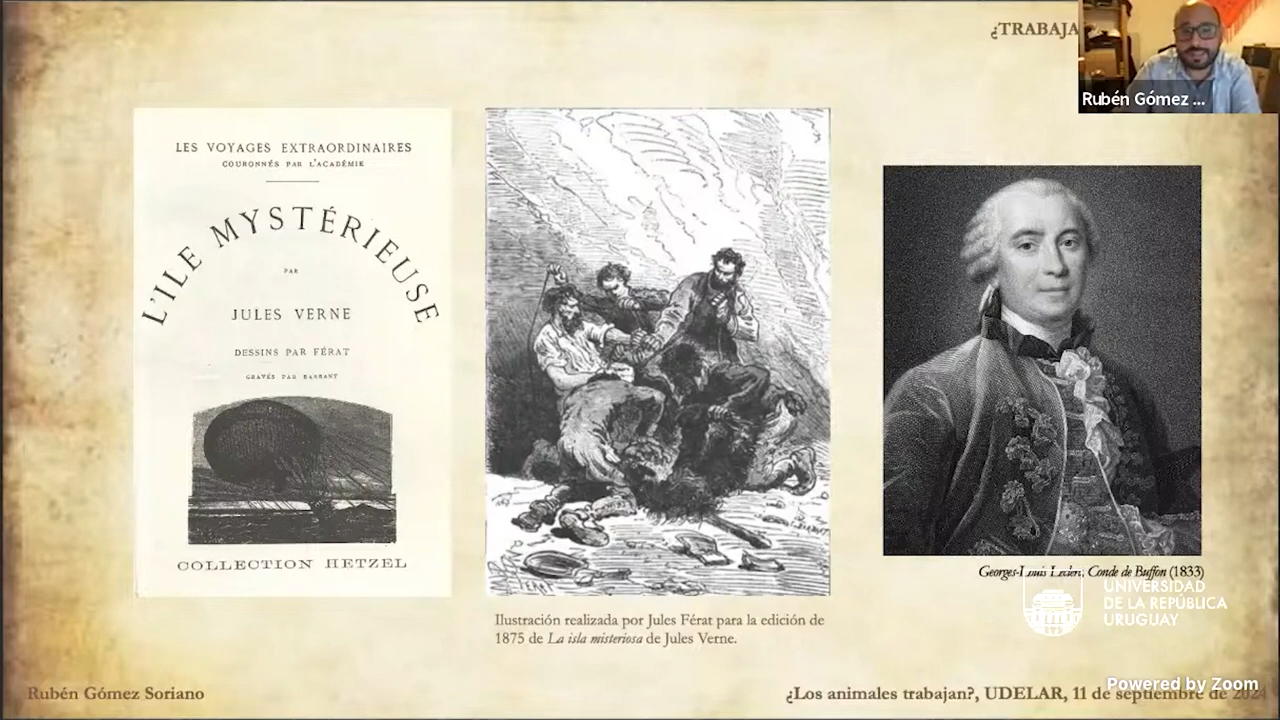 ¿TRABAJA
Rubén Gómez ...
LES VOYAGES EXTRAORDINAIRES
COURONNÉS PAR L'ACADÉMIE
L'ILE MYSTÉRIEUSE
PAR
JULES VERNE
DESSINS PAR FÉRAT
GRAVÉS PAR BARBANT
COLLECTION HETZEL
Ilustración realizada por Jules Férat para la edición de
1875 de La isla misteriosa de Jules Verne.
Georges-Louis Leclerc, Conde de Buffon (1833)
UNIVERSIDAD
DE LA REPÚBLICA
URUGUAY
Powered by Zoom
Rubén Gómez Soriano
¿Los animales trabajan?, UDELAR, 11 de septiembre de 2024